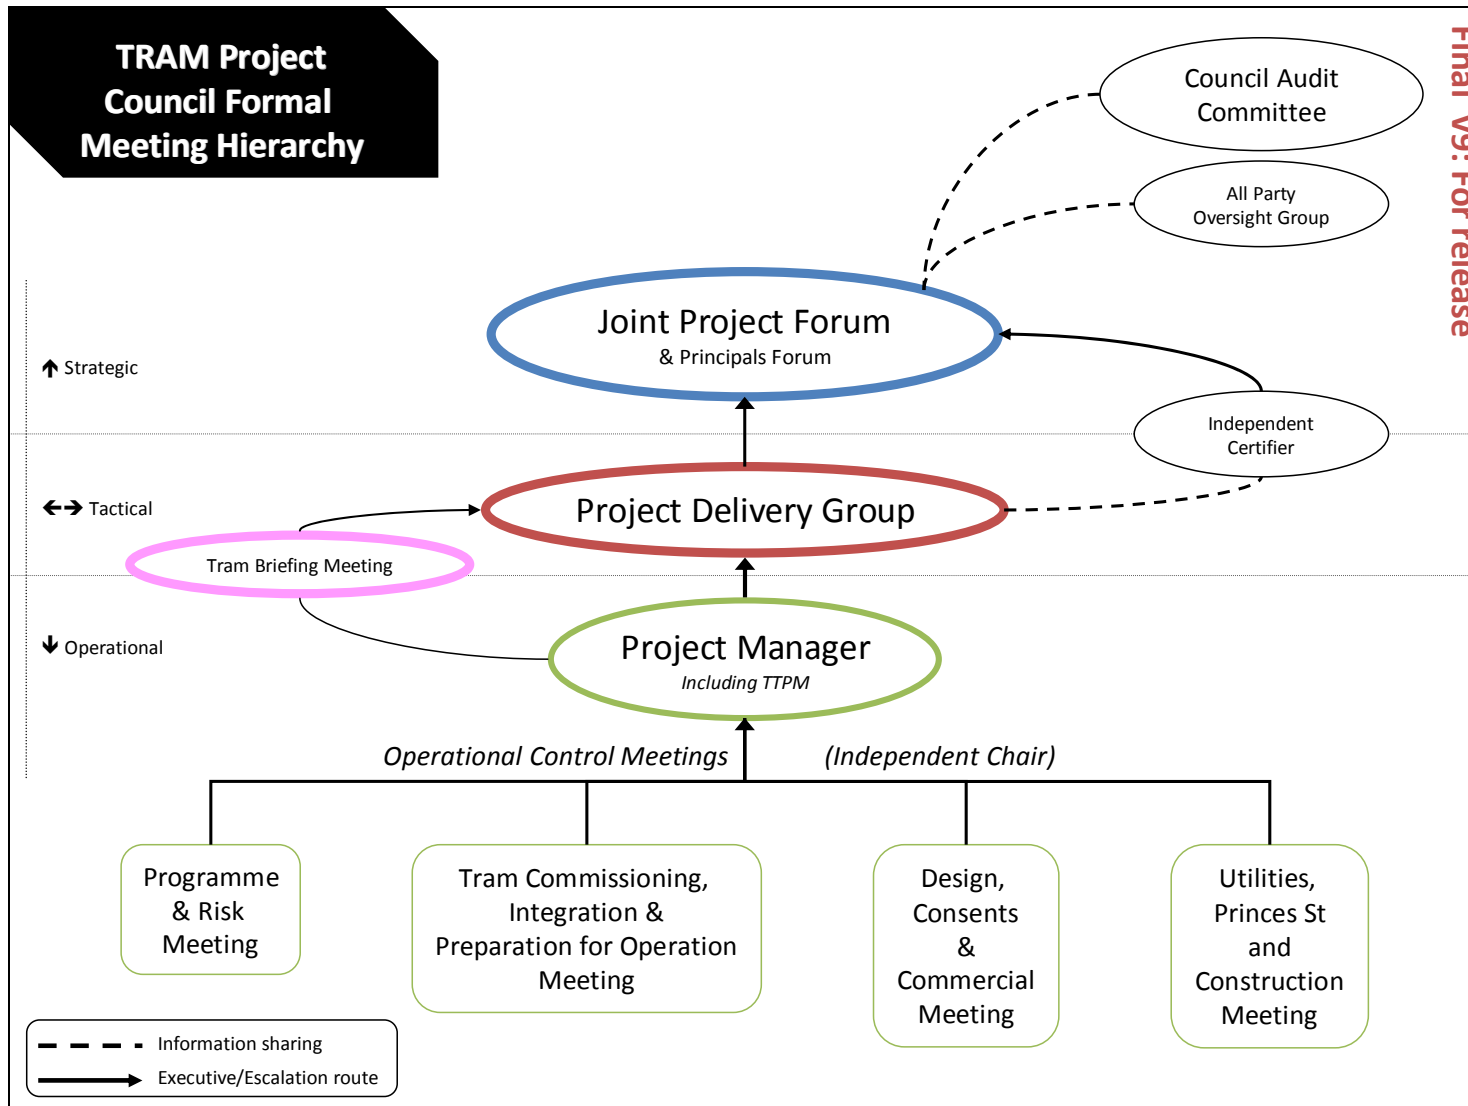 TRAM Project
Council Formal
Meeting Hierarchy
Council Audit
Committee
All Party
Oversight Group
Final V9: For release
Joint Project Forum
& Principals Forum
Strategic
Independent
Certifier
Project Delivery Group
Tactical
Tram Briefing Meeting
Operational
Project Manager
Including TTPM
Operational Control Meetings (Independent Chair)
Programme
& Risk
Meeting
Tram Commissioning,
Integration &
Preparation for Operation
Meeting
Design,
Consents
&
Commercial
Meeting
Utilities,
Princes St
and
Construction
Meeting
Information sharing
Executive/Escalation route